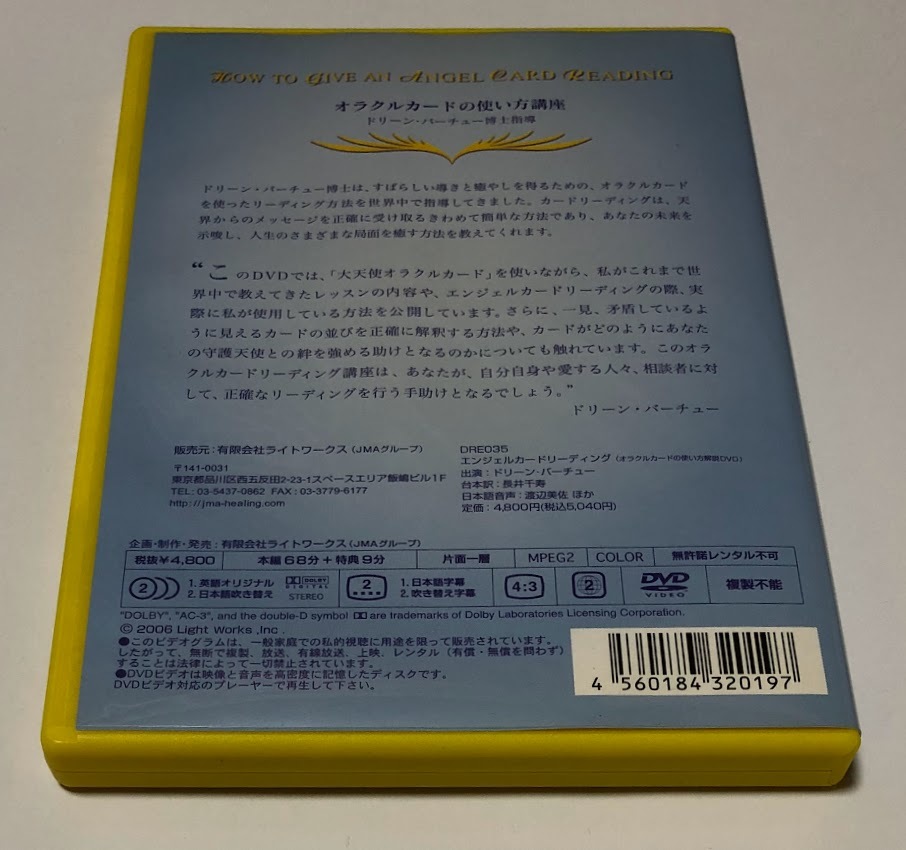 HOW TO GIVE AN ANGEL CARD READING
オラクルカードの使い方講座
ドリーン・バーチュー博士指導
ドリーン・バーチュー博士は、すばらしい導きと癒やしを得るための、オラクルカード
を使ったリーディング方法を世界中で指導してきました。カードリーディングは、天
界からのメッセージを正確に受け取るきわめて簡単な方法であり、あなたの未来を
示唆し、人生のさまざまな局面を癒す方法を教えてくれます。
“このDVDでは、「大天使オラクルカード」を使いながら、私がこれまで世
界中で教えてきたレッスンの内容や、エンジェルカードリーディングの際、実
際に私が使用している方法を公開しています。さらに、一見、矛盾しているよ
うに見えるカードの並びを正確に解釈する方法や、カードがどのようにあなた
の守護天使との絆を強める助けとなるのかについても触れています。このオラ
クルカードリーディング講座は、あなたが、自分自身や愛する人々、相談者に対
して、正確なリーディングを行う手助けとなるでしょう。”
ドリーン・バーチュー
販売元：有限会社ライトワークス（JMAグループ）
〒141-0031
東京都品川区西五反田2-23-1スペースエリア飯嶋ビル1F
TEL: 03-5437-0862 FAX : 03-3779-6177
http://jma-healing.com
DRE035
エンジェルカードリーディング（オラクルカードの使い方解説DVD）
出演：ドリーン・バーチュー
台本訳：長井千寿
日本語音声：渡辺美佐 ほか
定価：4,800円(税込5,040円)
企画・制作・発売：有限会社ライトワークス（JMAグループ）
税抜￥4,800 本編68分＋特典9分 片面一層 MPEG2 COLOR 無許諾レンタル不可
2 1. 英語オリジナル
2. 日本語吹き替え
DOLBY DIGITAL STEREO
2 1. 日本語字幕
2. 吹き替え字幕
4:3 2 DVD VIDEO 複製不能
"DOLBY", "AC-3", and the double-D symbol are trademarks of Dolby Laboratories Licensing Corporation.
© 2006 Light Works ,Inc .
●このビデオグラムは、一般家庭での私的視聴に用途を限って販売されています。
したがって、無断で複製、放送、有線放送、上映、レンタル（有償・無償を問わず）
することは法律によって一切禁止されています。
●DVDビデオは映像と音声を高密度に記憶したディスクです。
DVDビデオ対応のプレーヤーで再生して下さい。
4 560184 320197